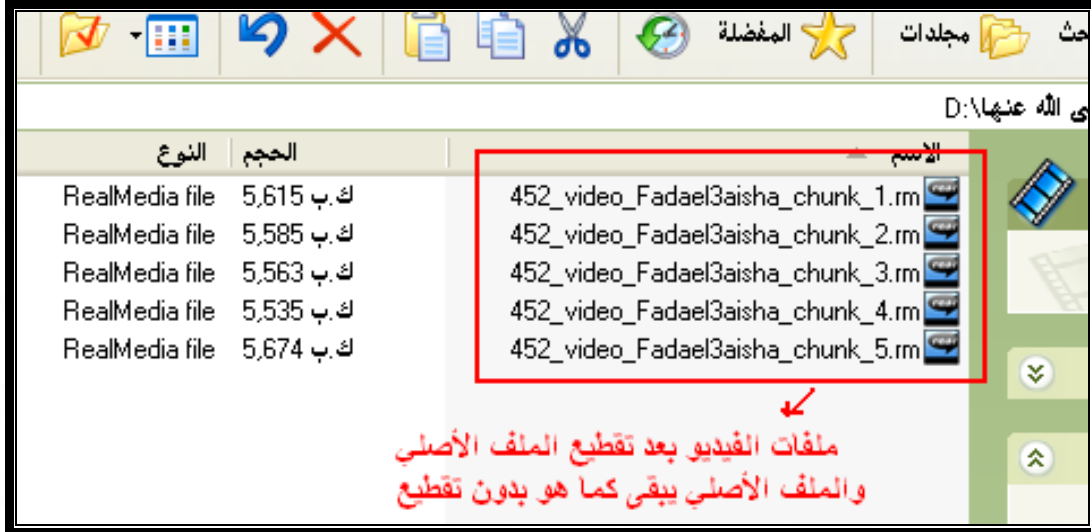 حث مجلدات المفضلة
ى الله عنها\:D
الاسم الحجم النوع
452_video_Fadael3aisha_chunk_1.rm 5,615 ك.ب RealMedia file
452_video_Fadael3aisha_chunk_2.rm 5,585 ك.ب RealMedia file
452_video_Fadael3aisha_chunk_3.rm 5,563 ك.ب RealMedia file
452_video_Fadael3aisha_chunk_4.rm 5,535 ك.ب RealMedia file
452_video_Fadael3aisha_chunk_5.rm 5,674 ك.ب RealMedia file
ملفات الفيديو بعد تقطيع الملف الأصلي
والملف الأصلي يبقى كما هو بدون تقطيع